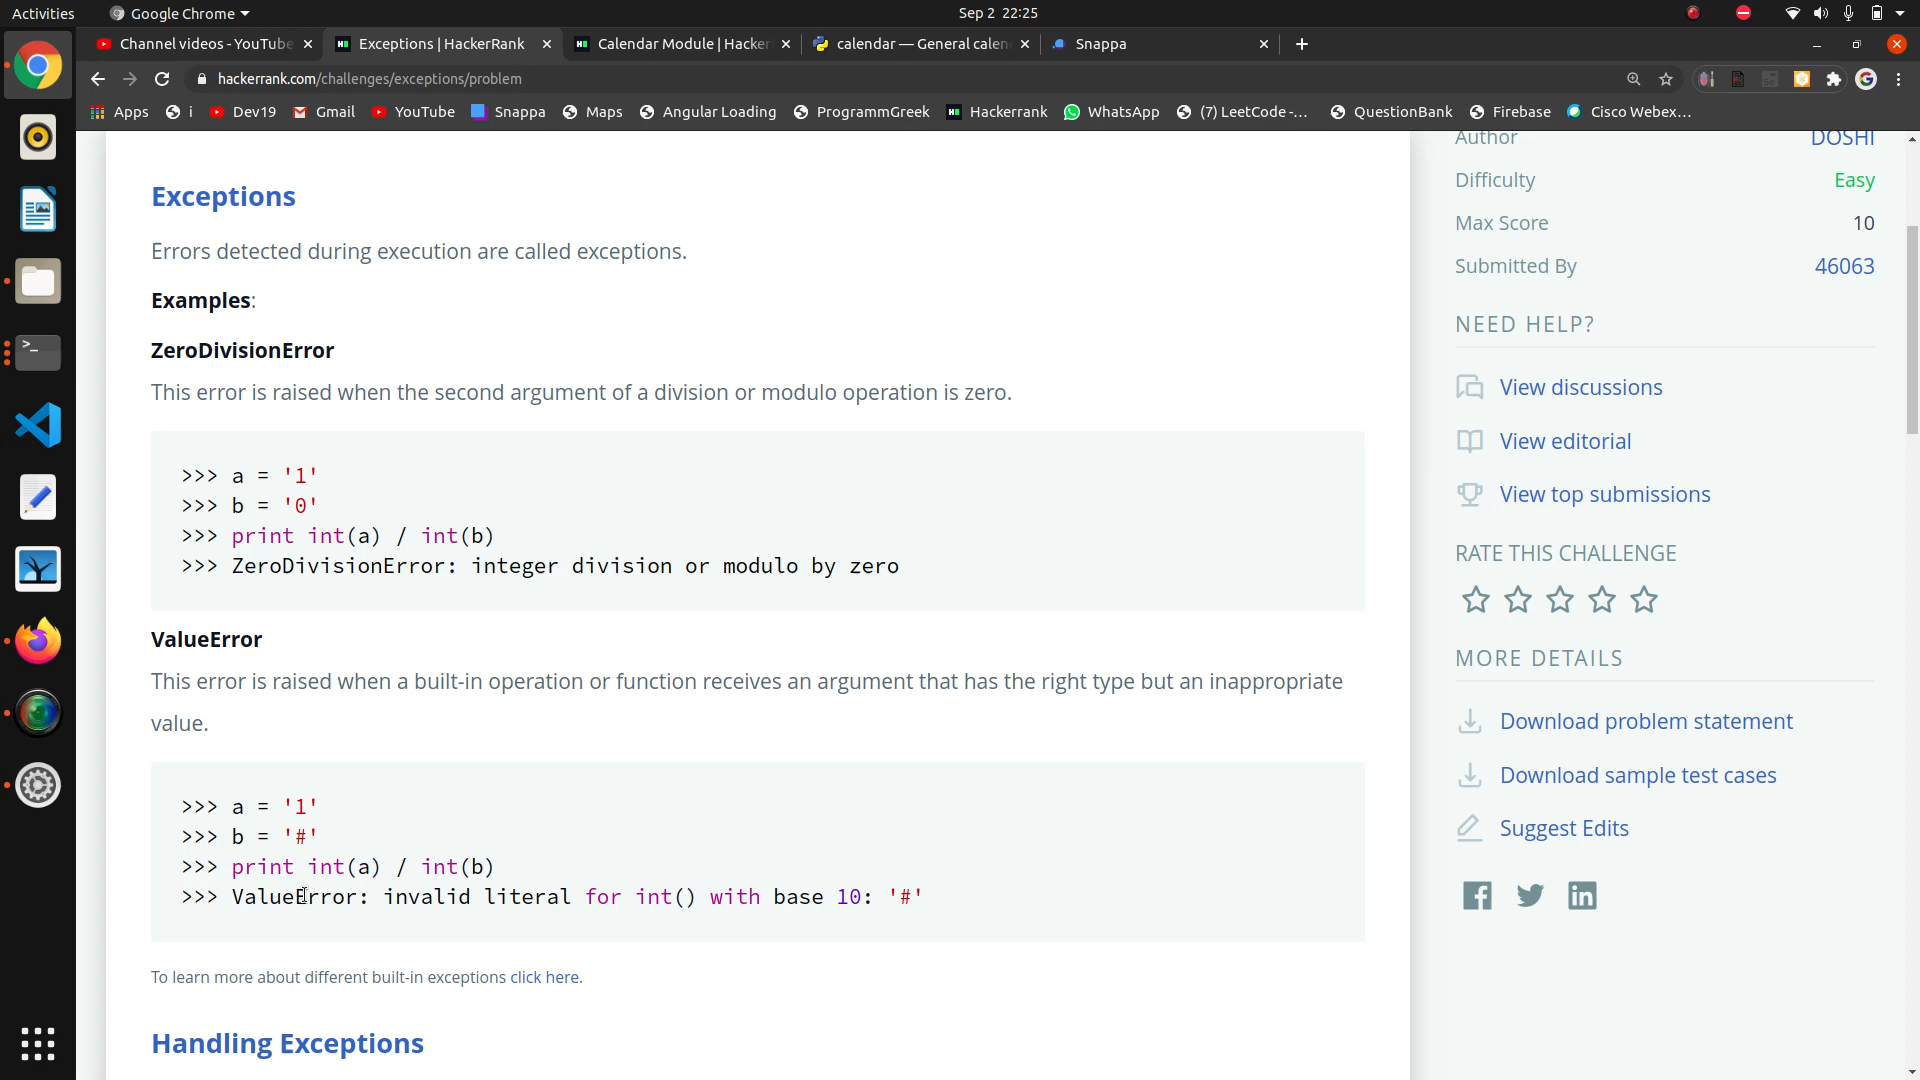 Activities
Google Chrome
Sep 2 22:25
Channel videos - YouTube
Exceptions | HackerRank
Calendar Module | Hacker
calendar — General calen
Snappa
hackerrank.com/challenges/exceptions/problem
Apps
i
Dev19
Gmail
YouTube
Snappa
Maps
Angular Loading
ProgrammGreek
Hackerrank
WhatsApp
(7) LeetCode -...
QuestionBank
Firebase
Cisco Webex...
Exceptions
Errors detected during execution are called exceptions.
Examples:
ZeroDivisionError
This error is raised when the second argument of a division or modulo operation is zero.
>>> a = '1'
>>> b = '0'
>>> print int(a) / int(b)
>>> ZeroDivisionError: integer division or modulo by zero
ValueError
This error is raised when a built-in operation or function receives an argument that has the right type but an inappropriate
value.
>>> a = '1'
>>> b = '#'
>>> print int(a) / int(b)
>>> ValueError: invalid literal for int() with base 10: '#'
To learn more about different built-in exceptions click here.
Handling Exceptions
Author DOSHI
Difficulty Easy
Max Score 10
Submitted By 46063
NEED HELP?
View discussions
View editorial
View top submissions
RATE THIS CHALLENGE
MORE DETAILS
Download problem statement
Download sample test cases
Suggest Edits